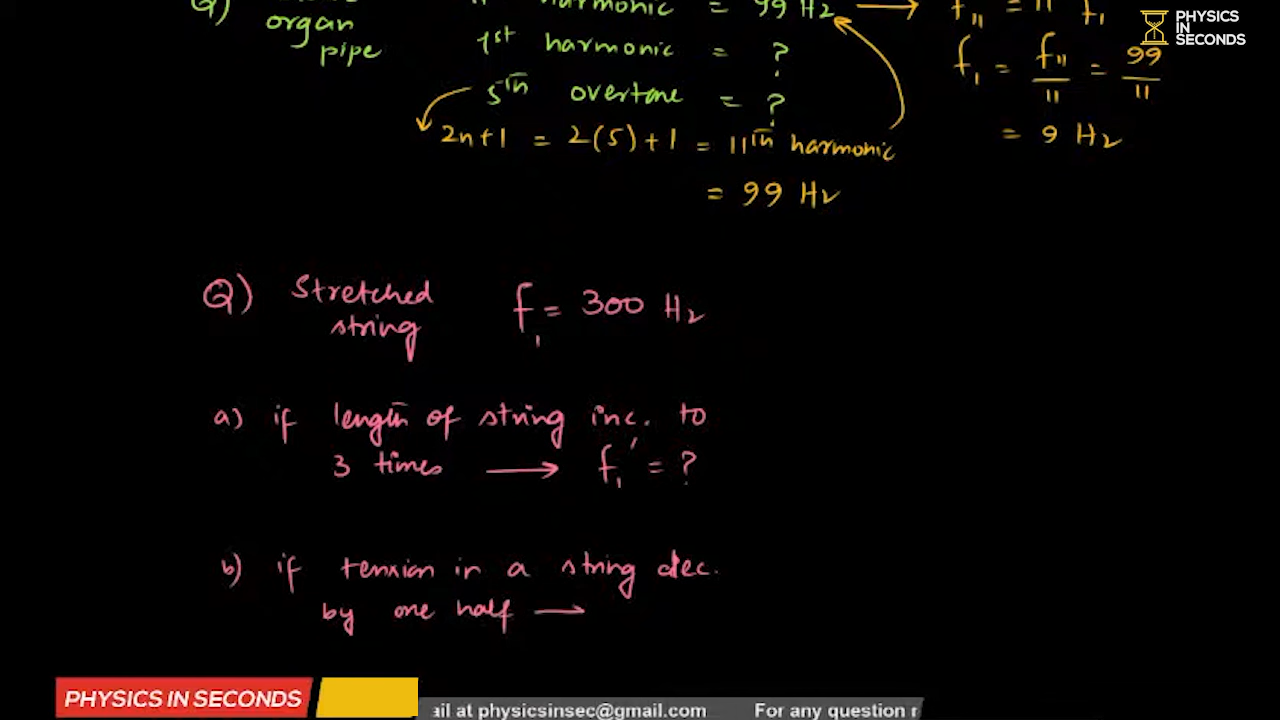 Q) organ pipe
harmonic = 99 Hz → f₁₁ = 11 f₁
1st harmonic = ?
f₁ = f₁₁/11 = 99/11
5th overtone = ?
= 9 Hz
2n+1 = 2(5)+1 = 11th harmonic
= 99 Hz
Q) Stretched string f₁ = 300 Hz
a) if length of string inc. to
3 times → f₁' = ?
b) if tension in a string dec.
by one half →
PHYSICS IN SECONDS
PHYSICS IN SECONDS
ail at physicsinsec@gmail.com For any question